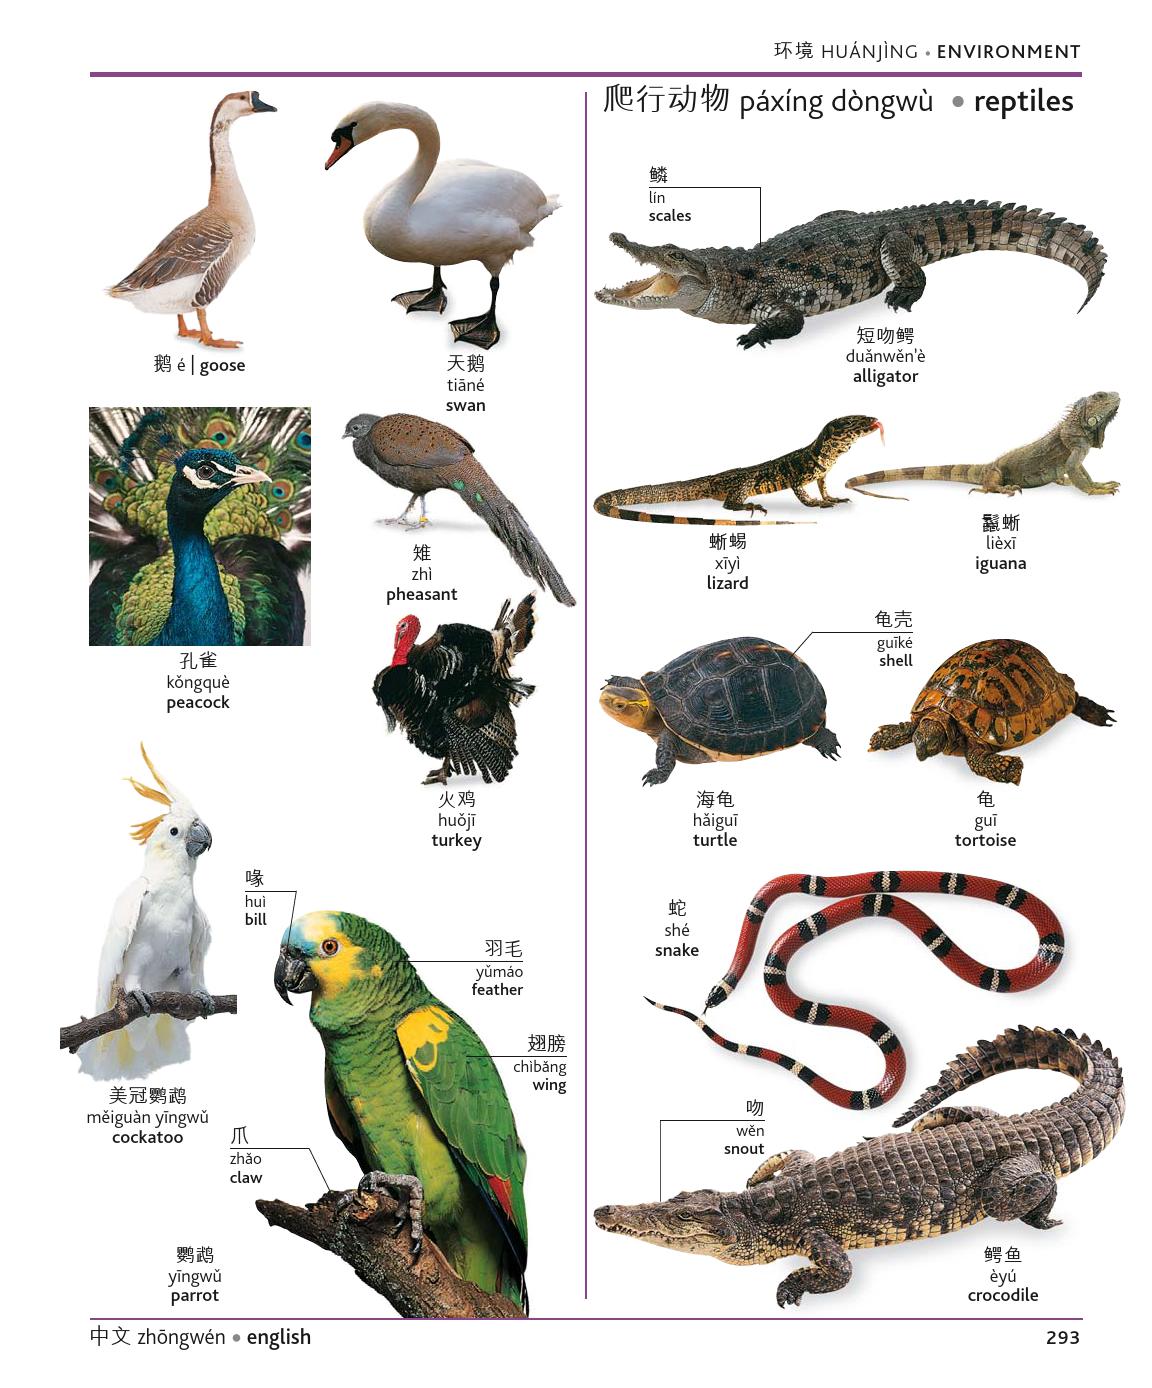 环境 HUÁNJÌNG • ENVIRONMENT
鹅 é | goose
天鹅
tiāné
swan
孔雀
kǒngquè
peacock
雉
zhì
pheasant
火鸡
huǒjī
turkey
美冠鹦鹉
měiguàn yīngwǔ
cockatoo
喙
huì
bill
羽毛
yǔmáo
feather
翅膀
chìbǎng
wing
爪
zhǎo
claw
鹦鹉
yīngwǔ
parrot
爬行动物 páxíng dòngwù • reptiles
鳞
lín
scales
短吻鳄
duǎnwěn'è
alligator
蜥蜴
xīyì
lizard
鬣蜥
lièxī
iguana
龟壳
guīké
shell
海龟
hǎiguī
turtle
龟
guī
tortoise
蛇
shé
snake
吻
wěn
snout
鳄鱼
èyú
crocodile
中文 zhōngwén • english
293